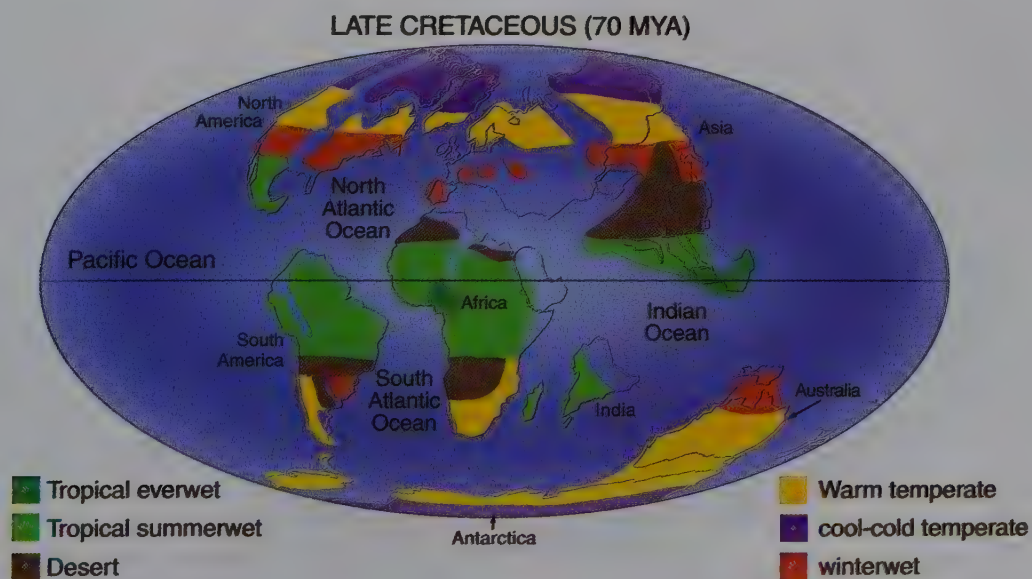 LATE CRETACEOUS (70 MYA)
North
America
Asia
North
Atlantic
Ocean
Pacific Ocean
Africa
Indian
Ocean
South
America
South
Atlantic
Ocean
India
Australia
Antarctica
Tropical everwet
Tropical summerwet
Desert
Warm temperate
cool-cold temperate
winterwet